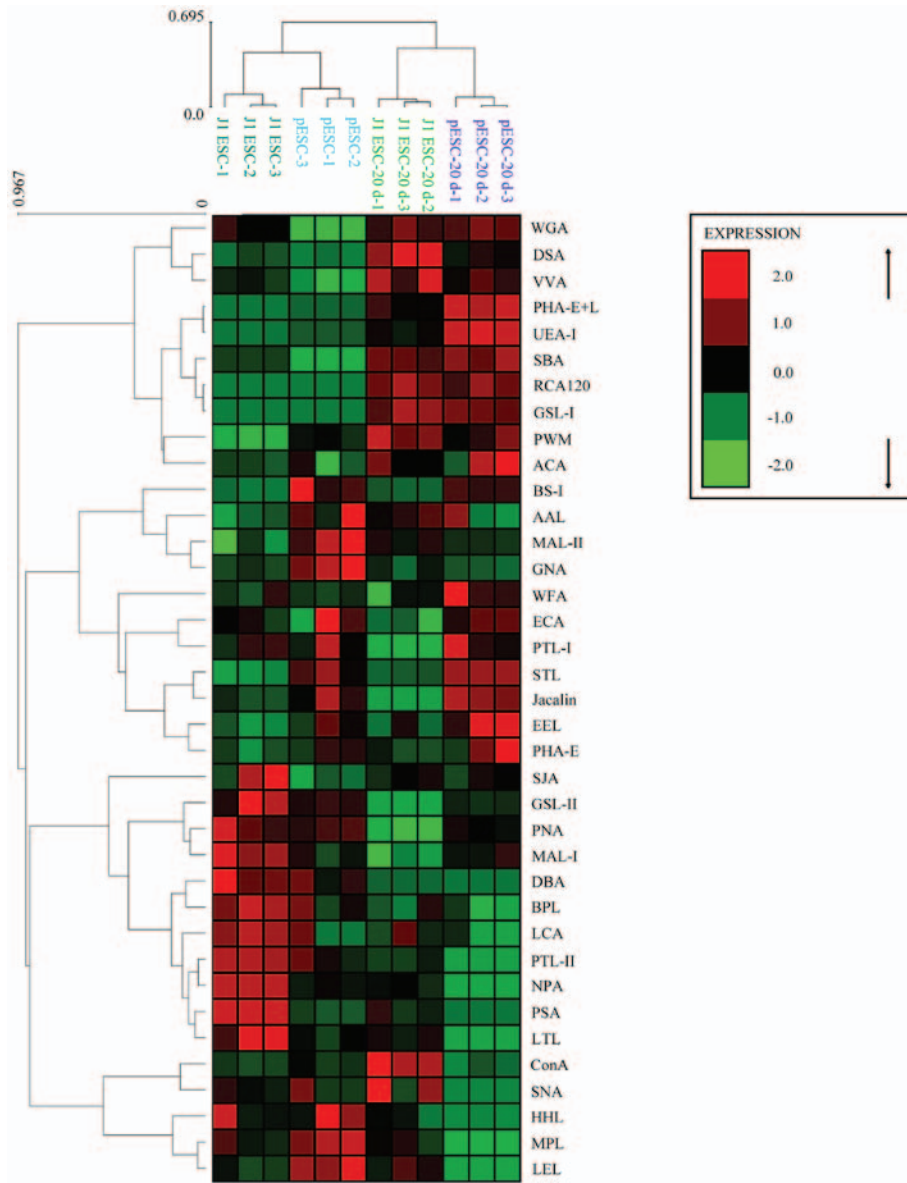 0.695
0.0
J1 ESC-1
J1 ESC-2
J1 ESC-3
pESC-3
pESC-1
pESC-2
J1 ESC-20 d-1
J1 ESC-20 d-3
J1 ESC-20 d-2
pESC-20 d-1
pESC-20 d-2
pESC-20 d-3
0.967
0
WGA
DSA
VVA
PHA-E+L
UEA-I
SBA
RCA120
GSL-I
PWM
ACA
BS-I
AAL
MAL-II
GNA
WFA
ECA
PTL-I
STL
Jacalin
EEL
PHA-E
SJA
GSL-II
PNA
MAL-I
DBA
BPL
LCA
PTL-II
NPA
PSA
LTL
ConA
SNA
HHL
MPL
LEL
EXPRESSION
2.0
1.0
0.0
-1.0
-2.0